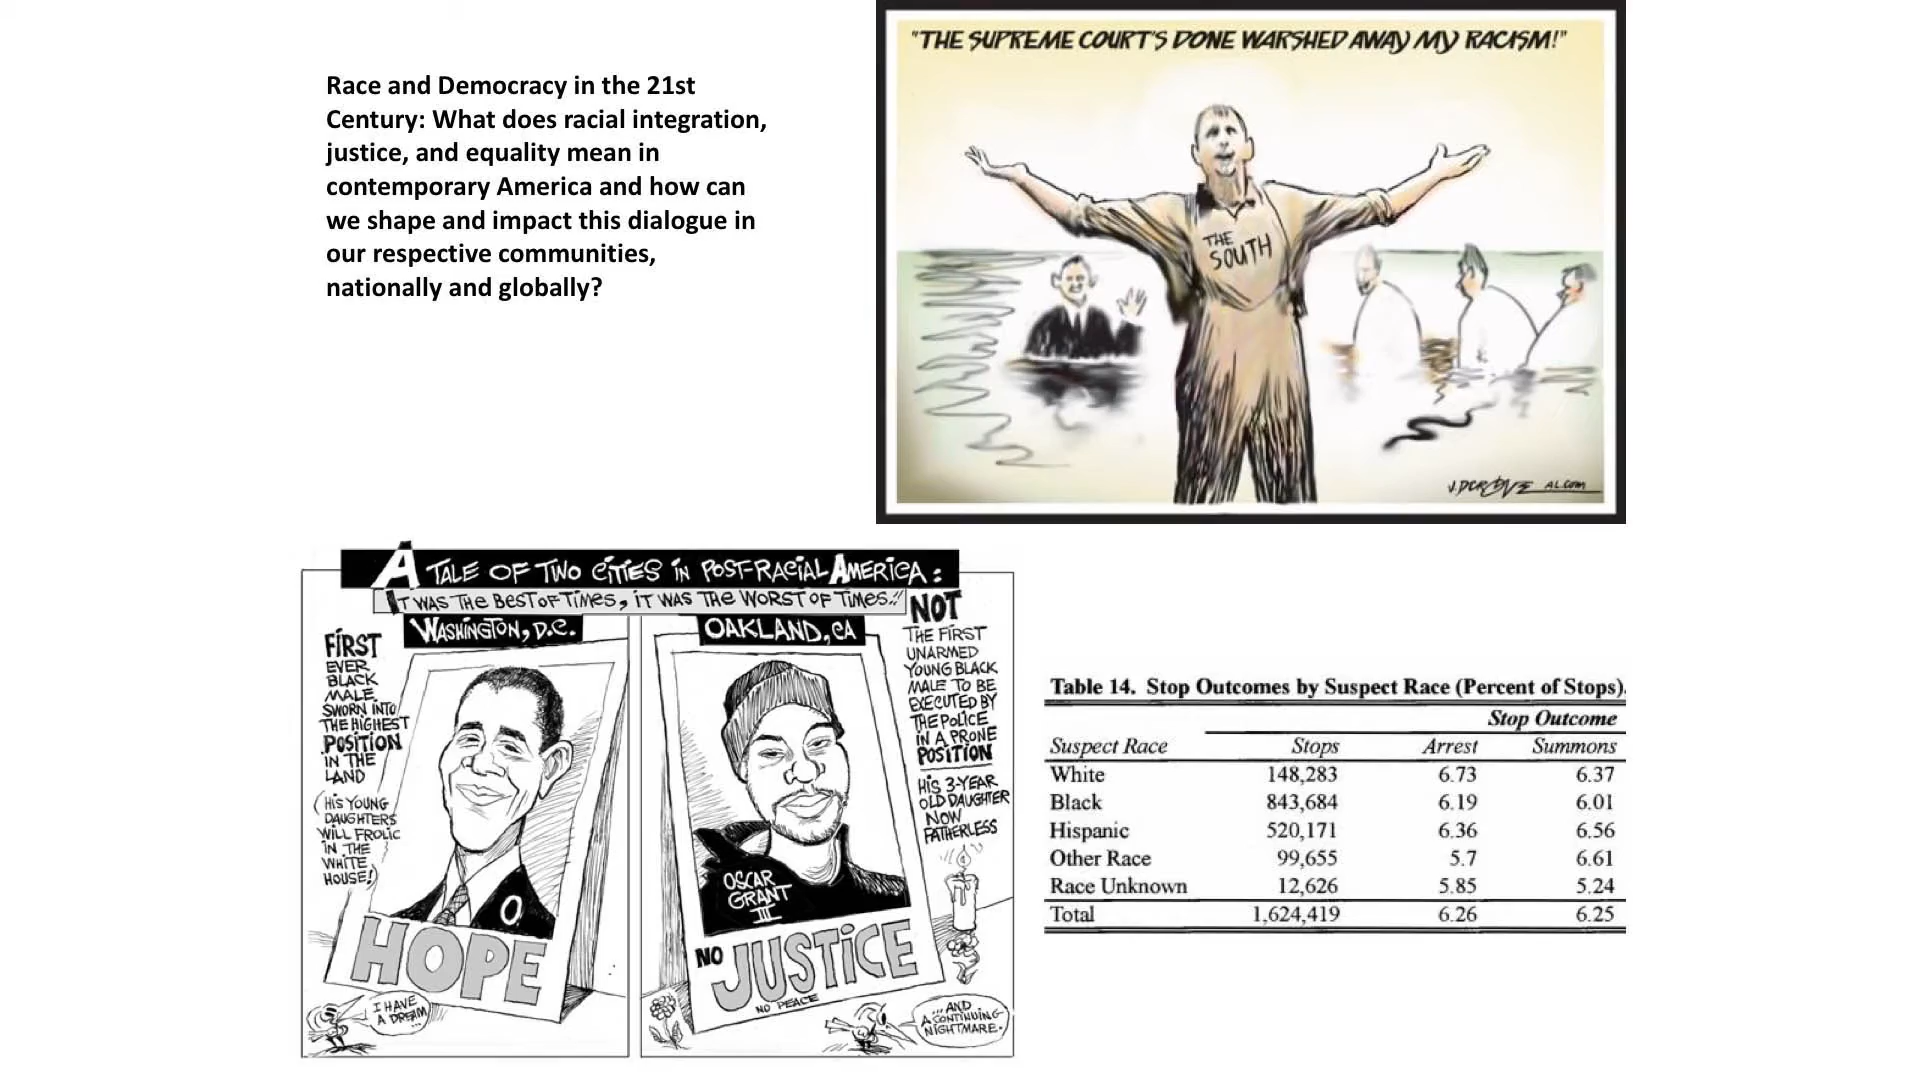 Race and Democracy in the 21st
Century: What does racial integration,
justice, and equality mean in
contemporary America and how can
we shape and impact this dialogue in
our respective communities,
nationally and globally?
"THE SUPREME COURT'S DONE WARSHED AWAY MY RACISM!"
THE
SOUTH
AL.COM
A TALE OF TWO CITIES IN POST-RACIAL AMERICA:
IT WAS THE BEST OF TIMES, IT WAS THE WORST OF TIMES!!
WASHINGTON, D.C.
FIRST
EVER
BLACK
MALE
SWORN INTO
THE HIGHEST
POSITION
IN THE
LAND
(HIS YOUNG
DAUGHTERS
WILL FROLIC
IN THE
WHITE
HOUSE!)
O
HOPE
I HAVE
A DREAM
...
OAKLAND, CA
NOT
THE FIRST
UNARMED
YOUNG BLACK
MALE TO BE
EXECUTED BY
THE POLICE
IN A PRONE
POSITION
HIS 3-YEAR
OLD DAUGHTER
NOW
FATHERLESS
OSCAR
GRANT
III
NO JUSTICE
NO PEACE
...AND
A CONTINUING
NIGHTMARE.
Table 14. Stop Outcomes by Suspect Race (Percent of Stops).
Stop Outcome
Suspect Race Stops Arrest Summons
White 148,283 6.73 6.37
Black 843,684 6.19 6.01
Hispanic 520,171 6.36 6.56
Other Race 99,655 5.7 6.61
Race Unknown 12,626 5.85 5.24
Total 1,624,419 6.26 6.25